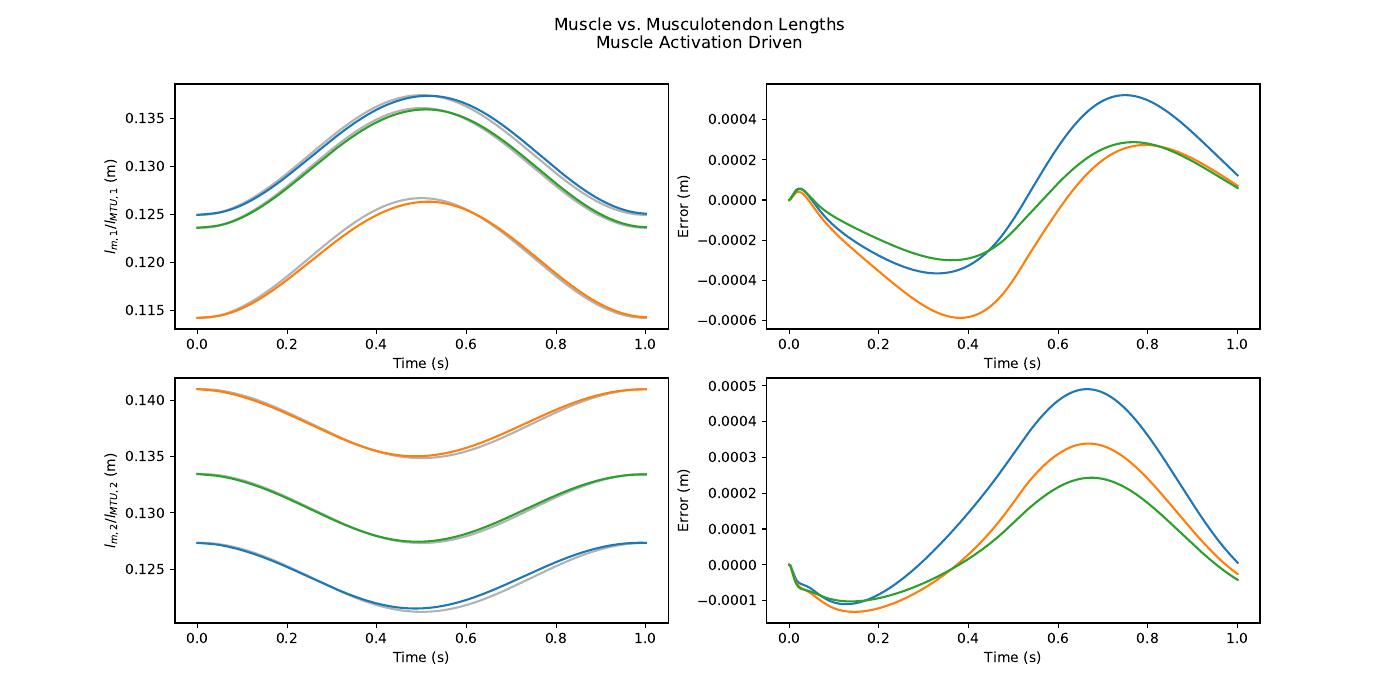 Muscle vs. Musculotendon Lengths
Muscle Activation Driven
l_{m,1}/l_{MTU,1} (m)
0.135
0.130
0.125
0.120
0.115
0.0 0.2 0.4 0.6 0.8 1.0
Time (s)
Error (m)
0.0004
0.0002
0.0000
−0.0002
−0.0004
−0.0006
0.0 0.2 0.4 0.6 0.8 1.0
Time (s)
l_{m,2}/l_{MTU,2} (m)
0.140
0.135
0.130
0.125
0.0 0.2 0.4 0.6 0.8 1.0
Time (s)
Error (m)
0.0005
0.0004
0.0003
0.0002
0.0001
0.0000
−0.0001
0.0 0.2 0.4 0.6 0.8 1.0
Time (s)